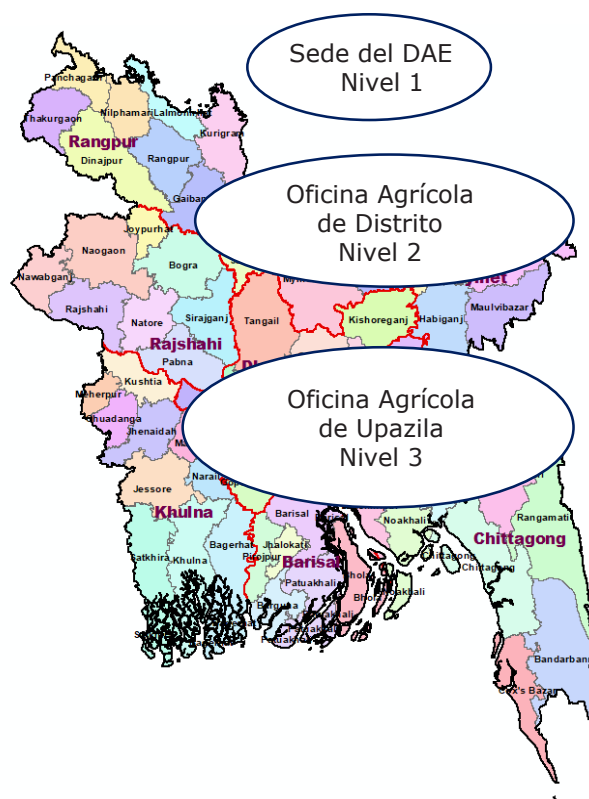 Sede del DAE
Nivel 1
Panchagarh
Thakurgaon
Nilphamari
Lalmonirhat
Kurigram
Rangpur
Dinajpur
Rangpur
Oficina Agrícola
de Distrito
Nivel 2
Joypurhat
Naogaon
Bogra
Nawabganj
Rajshahi
Natore
Sirajganj
Tangail
Kishoreganj
Habiganj
Maulvibazar
Rajshahi
Pabna
Kushtia
Meherpur
Chuadanga
Jhenaidah
Oficina Agrícola
de Upazila
Nivel 3
Jessore
Khulna
Barisal
Noakhali
Rangamati
Chittagong
Satkhira
Khulna
Bagerhat
Pirojpur
Jhalokati
Barisal
Patuakhali
Bhola
Chittagong
Chittagong
Barguna
Bandarban
Cox's Bazar